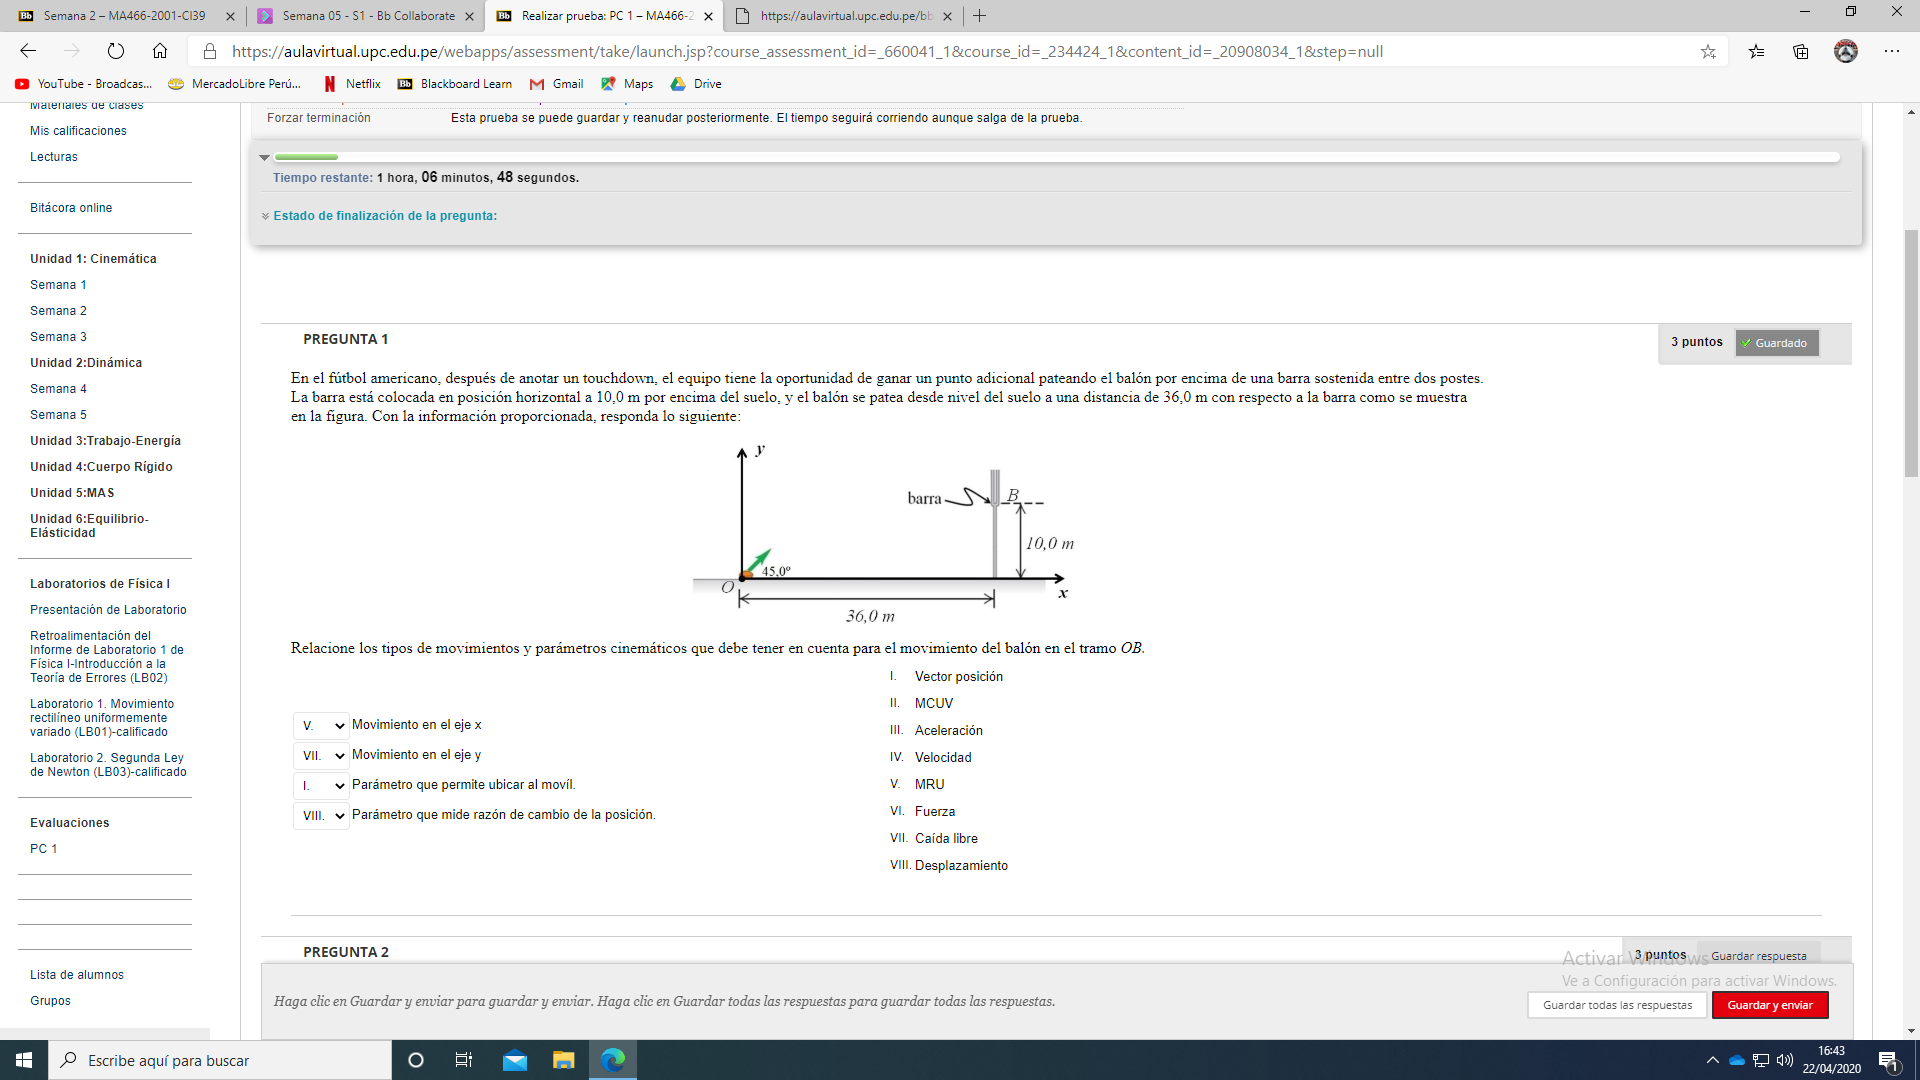 Semana 2 – MA466-2001-CI39
Semana 05 - S1 - Bb Collaborate
Realizar prueba: PC 1 – MA466-2
https://aulavirtual.upc.edu.pe/bb
https://aulavirtual.upc.edu.pe/webapps/assessment/take/launch.jsp?course_assessment_id=_660041_1&course_id=_234424_1&content_id=_20908034_1&step=null
YouTube - Broadcas...
MercadoLibre Perú...
Netflix
Bb Blackboard Learn
Gmail
Maps
Drive
Materiales de clases
Mis calificaciones
Lecturas
Bitácora online
Unidad 1: Cinemática
Semana 1
Semana 2
Semana 3
Unidad 2:Dinámica
Semana 4
Semana 5
Unidad 3:Trabajo-Energía
Unidad 4:Cuerpo Rígido
Unidad 5:MAS
Unidad 6:Equilibrio-
Elásticidad
Laboratorios de Física I
Presentación de Laboratorio
Retroalimentación del
Informe de Laboratorio 1 de
Física I-Introducción a la
Teoría de Errores (LB02)
Laboratorio 1. Movimiento
rectilíneo uniformemente
variado (LB01)-calificado
Laboratorio 2. Segunda Ley
de Newton (LB03)-calificado
Evaluaciones
PC 1
Lista de alumnos
Grupos
Forzar terminación
Esta prueba se puede guardar y reanudar posteriormente. El tiempo seguirá corriendo aunque salga de la prueba.
Tiempo restante: 1 hora, 06 minutos, 48 segundos.
Estado de finalización de la pregunta:
PREGUNTA 1
3 puntos
Guardado
En el fútbol americano, después de anotar un touchdown, el equipo tiene la oportunidad de ganar un punto adicional pateando el balón por encima de una barra sostenida entre dos postes.
La barra está colocada en posición horizontal a 10,0 m por encima del suelo, y el balón se patea desde nivel del suelo a una distancia de 36,0 m con respecto a la barra como se muestra
en la figura. Con la información proporcionada, responda lo siguiente:
y
barra
B
10,0 m
45,0º
O
x
36,0 m
Relacione los tipos de movimientos y parámetros cinemáticos que debe tener en cuenta para el movimiento del balón en el tramo OB.
V. Movimiento en el eje x
VII. Movimiento en el eje y
I. Parámetro que permite ubicar al movíl.
VIII. Parámetro que mide razón de cambio de la posición.
I. Vector posición
II. MCUV
III. Aceleración
IV. Velocidad
V. MRU
VI. Fuerza
VII. Caída libre
VIII. Desplazamiento
PREGUNTA 2
3 puntos
Guardar respuesta
Activar Windows
Ve a Configuración para activar Windows.
Haga clic en Guardar y enviar para guardar y enviar. Haga clic en Guardar todas las respuestas para guardar todas las respuestas.
Guardar todas las respuestas
Guardar y enviar
Escribe aquí para buscar
16:43
22/04/2020
1